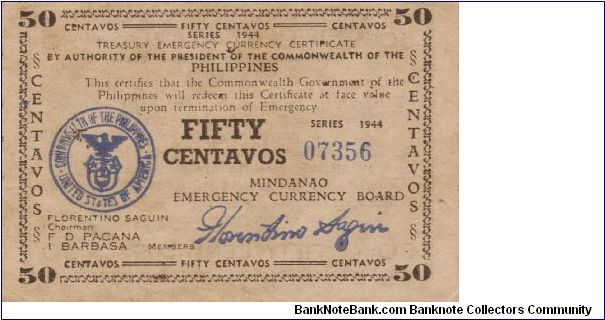 50 50
CENTAVOS FIFTY CENTAVOS CENTAVOS
SERIES 1944
TREASURY EMERGENCY CURRENCY CERTIFICATE
BY AUTHORITY OF THE PRESIDENT OF THE COMMONWEALTH OF THE
PHILIPPINES
This certifies that the Commonwealth Government of the
Philippines will redeem this Certificate at face value
upon termination of Emergency
FIFTY SERIES 1944
CENTAVOS 07356
COMMONWEALTH OF THE PHILIPPINES
UNITED STATES OF AMERICA
§ CENTAVOS §
§ CENTAVOS §
MINDANAO
EMERGENCY CURRENCY BOARD
FLORENTINO SAGUIN
Chairman
F D PACANA
I BARBASA MEMBERS
Florentino Saguin
50 50
CENTAVOS FIFTY CENTAVOS CENTAVOS
BankNoteBank.com Banknote Collectors Community